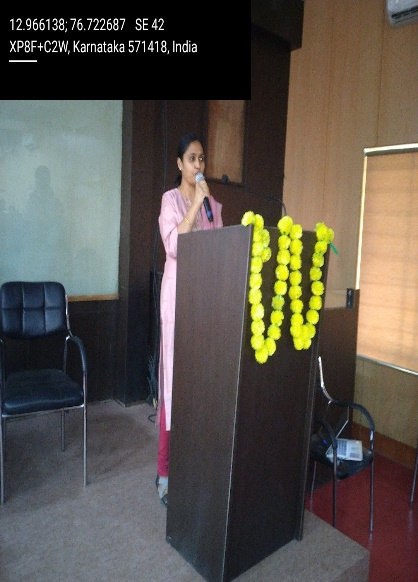 12.966138; 76.722687 SE 42
XP8F+C2W, Karnataka 571418, India